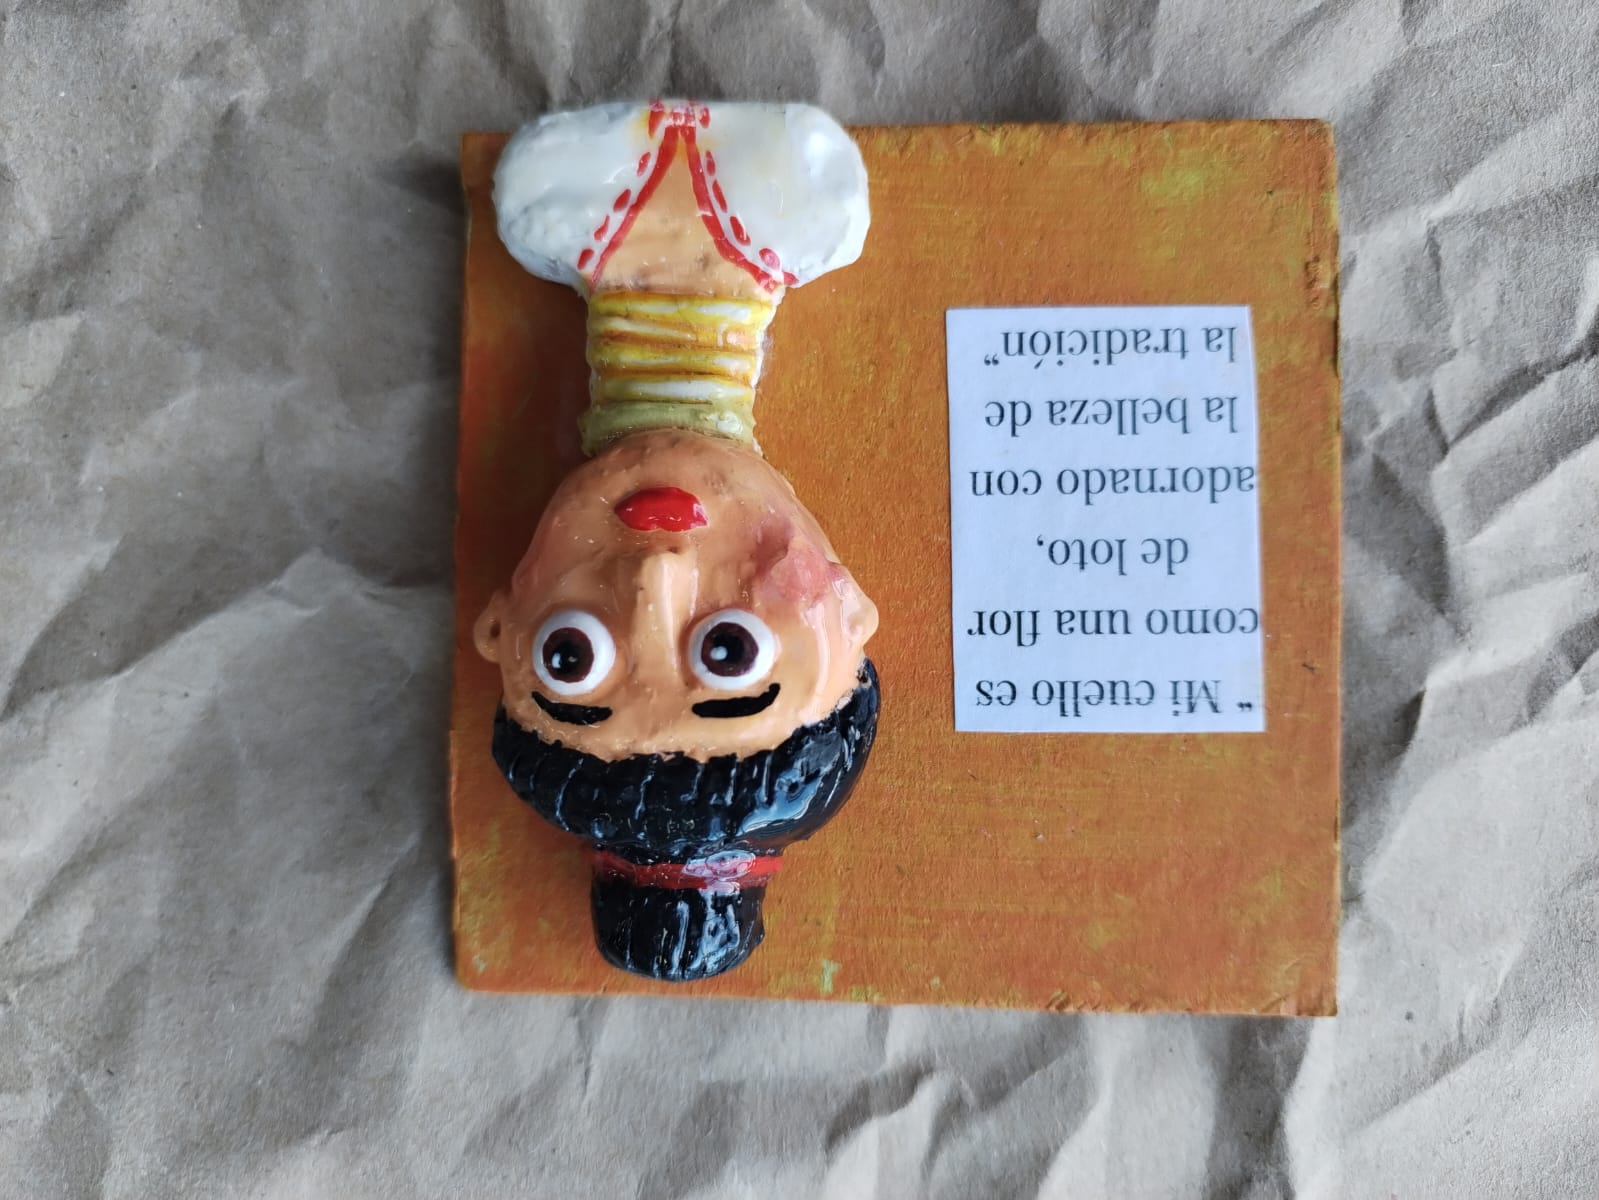 “Mi cuello es
como una flor
de loto,
adornado con
la belleza de
la tradición”